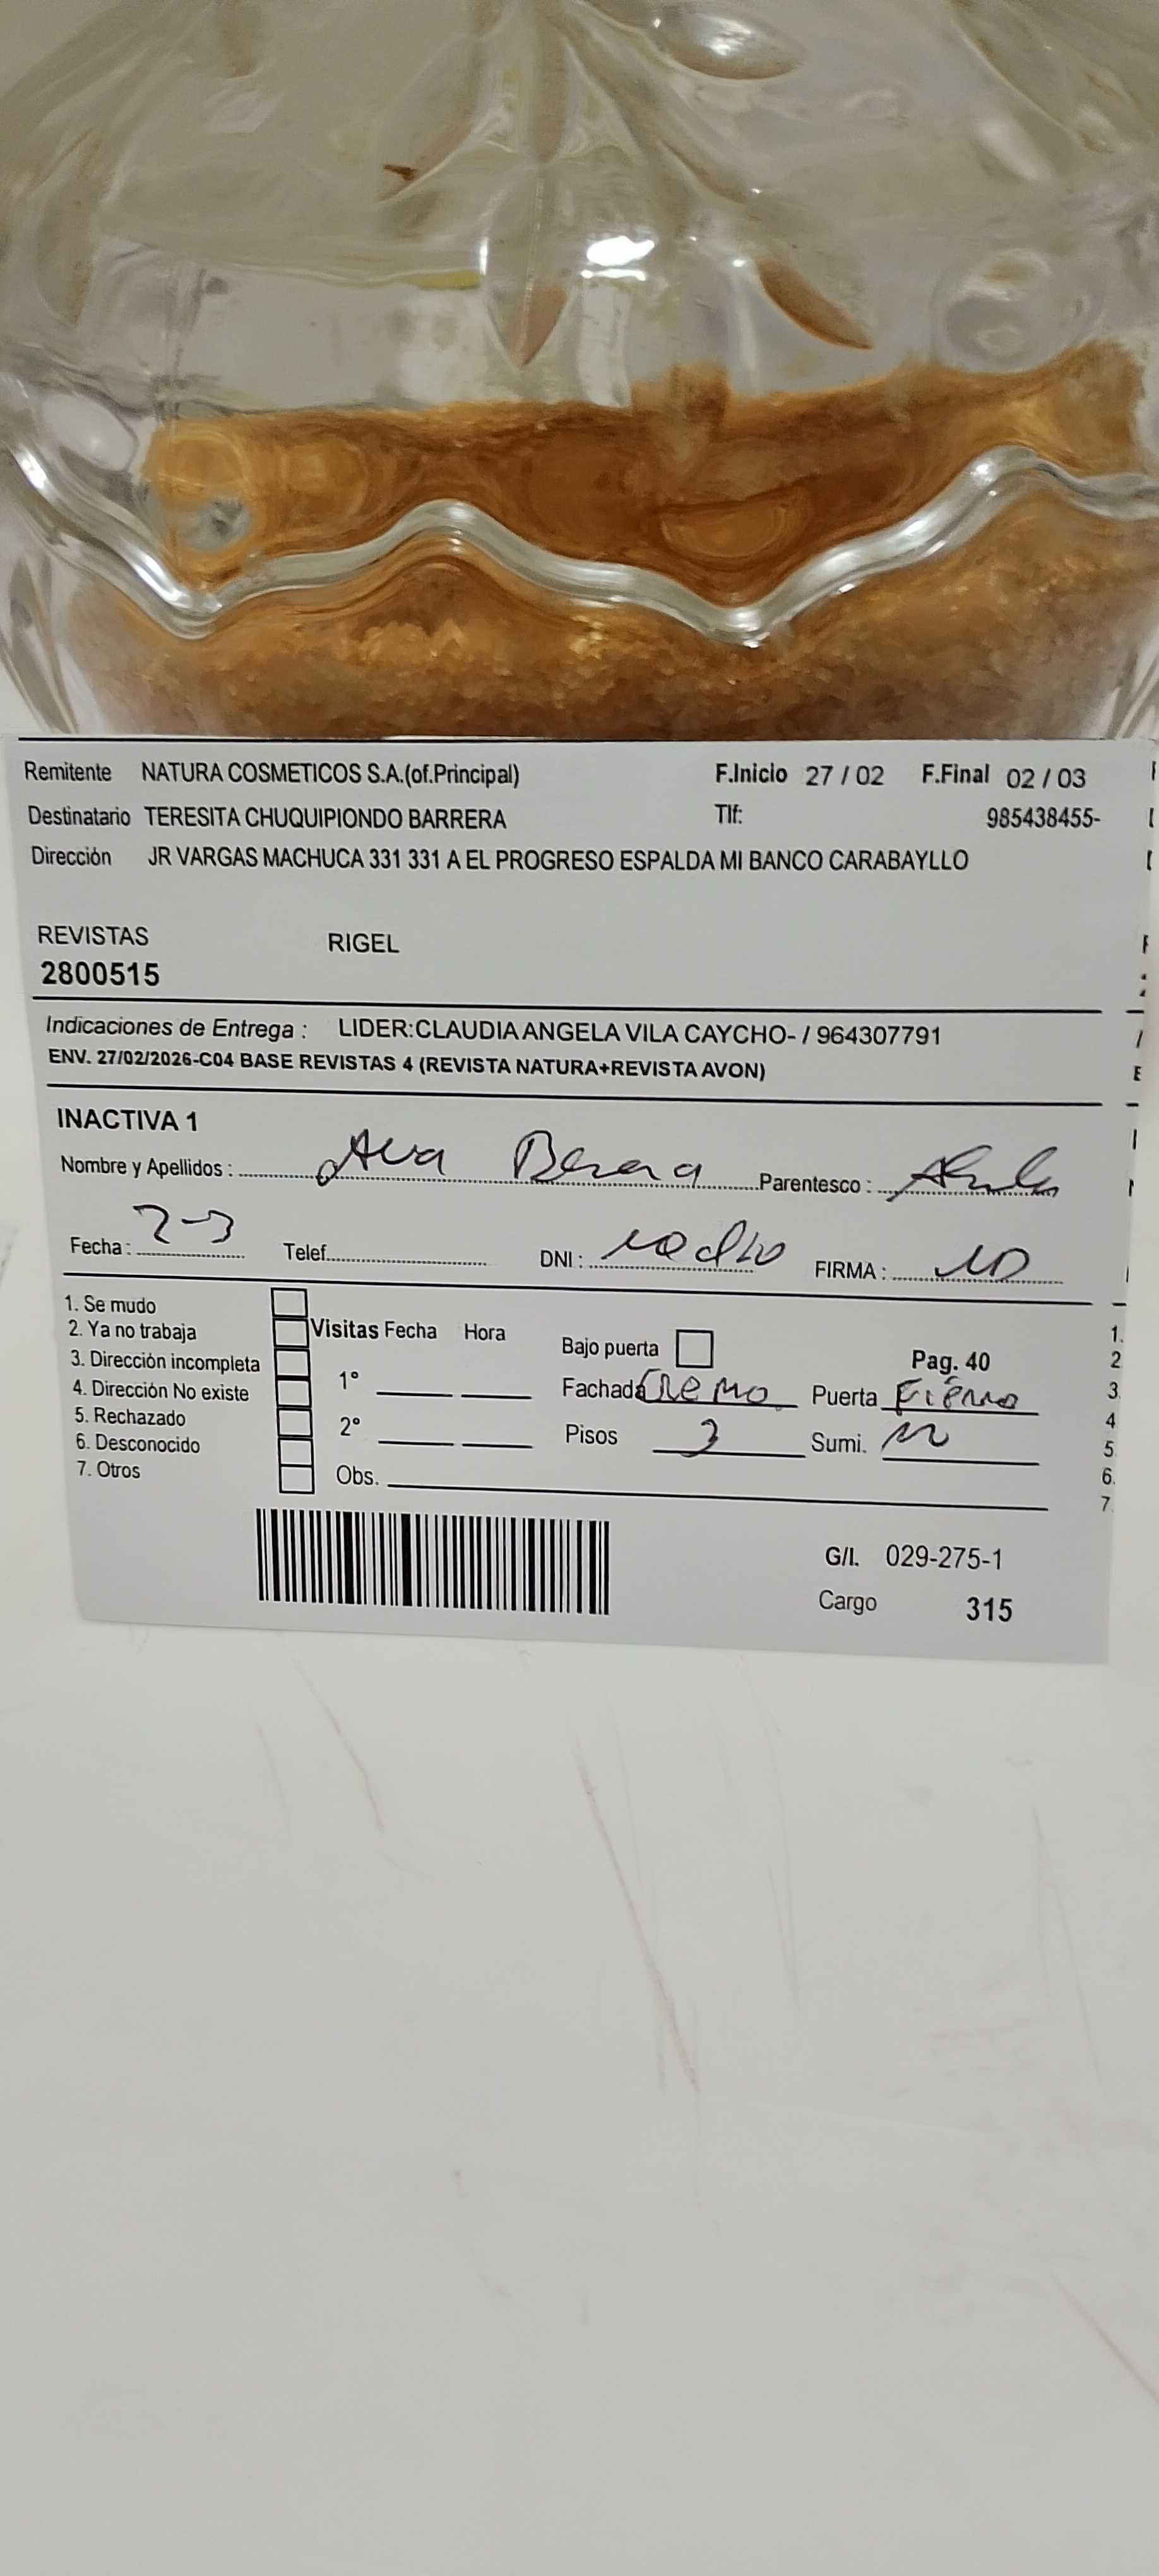 Remitente NATURA COSMETICOS S.A.(of.Principal) F.Inicio 27 / 02 F.Final 02 / 03
Destinatario TERESITA CHUQUIPIONDO BARRERA Tlf: 985438455-
Dirección JR VARGAS MACHUCA 331 331 A EL PROGRESO ESPALDA MI BANCO CARABAYLLO
REVISTAS RIGEL
2800515
Indicaciones de Entrega : LIDER:CLAUDIA ANGELA VILA CAYCHO- / 964307791
ENV. 27/02/2026-C04 BASE REVISTAS 4 (REVISTA NATURA+REVISTA AVON)
INACTIVA 1
Nombre y Apellidos : Parentesco :
Fecha : 2-3 Telef. DNI : FIRMA :
1. Se mudo
2. Ya no trabaja Visitas Fecha Hora Bajo puerta Pag. 40
3. Dirección incompleta 1° Fachada Cremo Puerta Fierro
4. Dirección No existe
5. Rechazado 2° Pisos 3 Sumi.
6. Desconocido
7. Otros Obs.
G/I. 029-275-1
Cargo 315